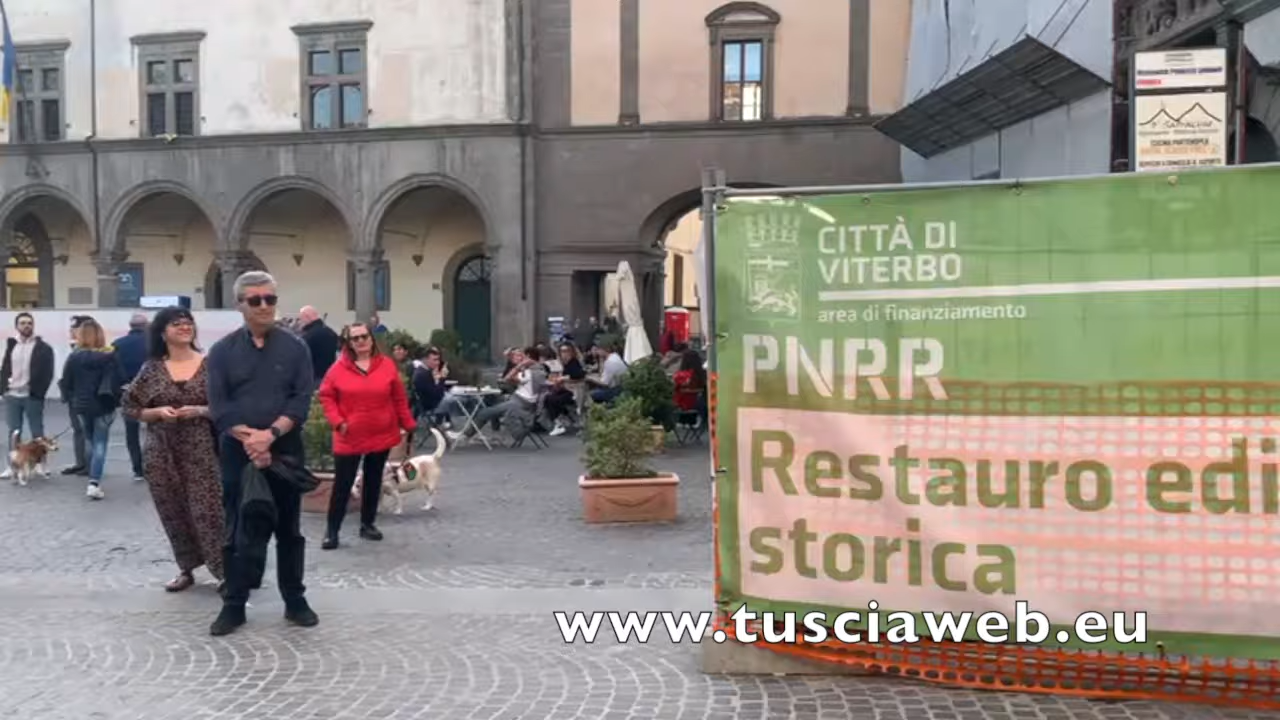 CITTÀ DI
VITERBO
area di finanziamento
PNRR
Restauro edi
storica
www.tusciaweb.eu